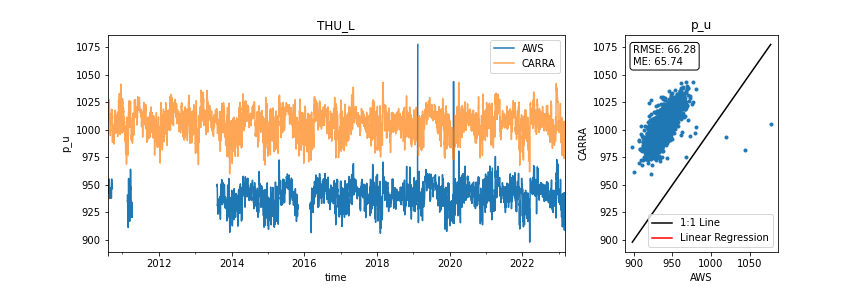 THU_L
p_u
1075
1050
1025
1000
975
950
925
900
2012
2014
2016
2018
2020
2022
time
AWS
CARRA
p_u
CARRA
1075
1050
1025
1000
975
950
925
900
900
950
1000
1050
AWS
RMSE: 66.28
ME: 65.74
1:1 Line
Linear Regression